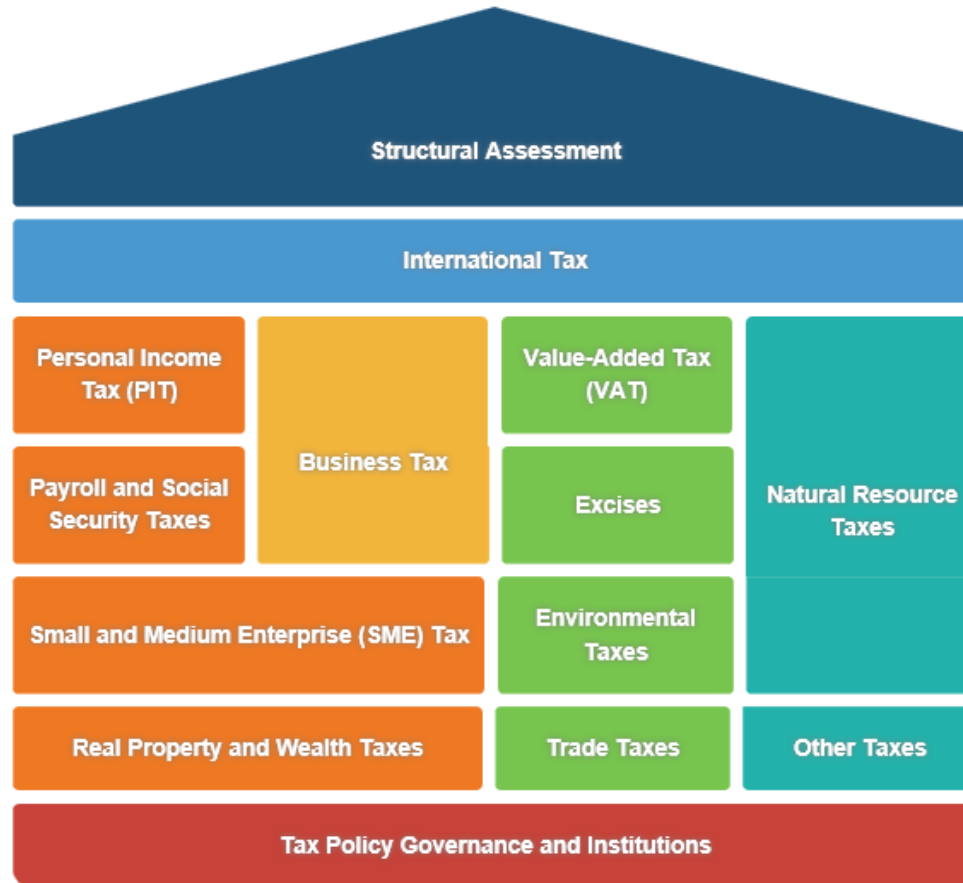 Structural Assessment
International Tax
Personal Income
Tax (PIT)
Business Tax
Value-Added Tax
(VAT)
Natural Resource
Taxes
Payroll and Social
Security Taxes
Excises
Small and Medium Enterprise (SME) Tax
Environmental
Taxes
Real Property and Wealth Taxes
Trade Taxes
Other Taxes
Tax Policy Governance and Institutions